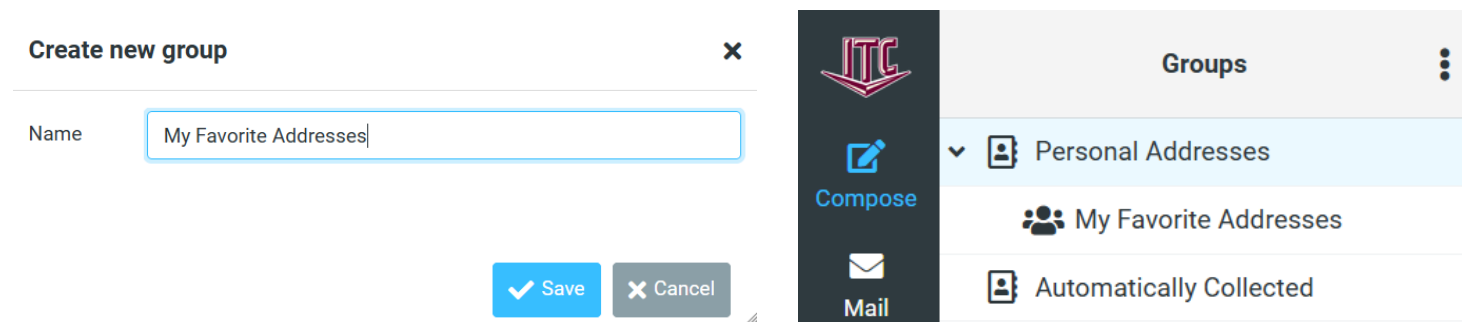 Create new group
Name
My Favorite Addresses
Save
Cancel
ITC
Groups
Compose
Mail
Personal Addresses
My Favorite Addresses
Automatically Collected